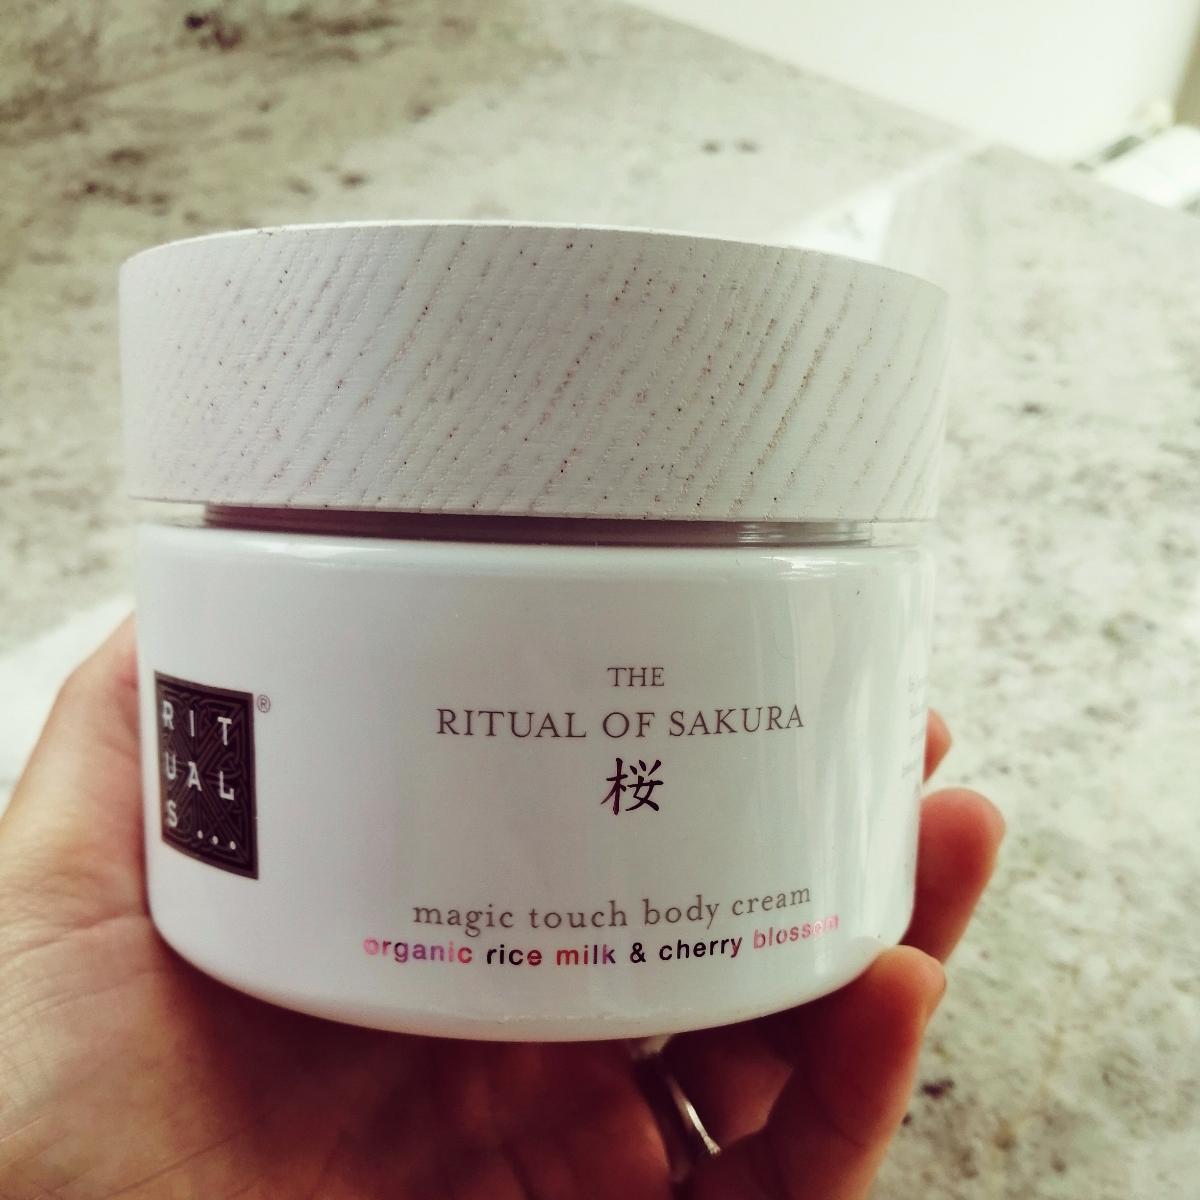 RIT
UAL
S...
®
THE
RITUAL OF SAKURA
桜
magic touch body cream
organic rice milk & cherry blossom